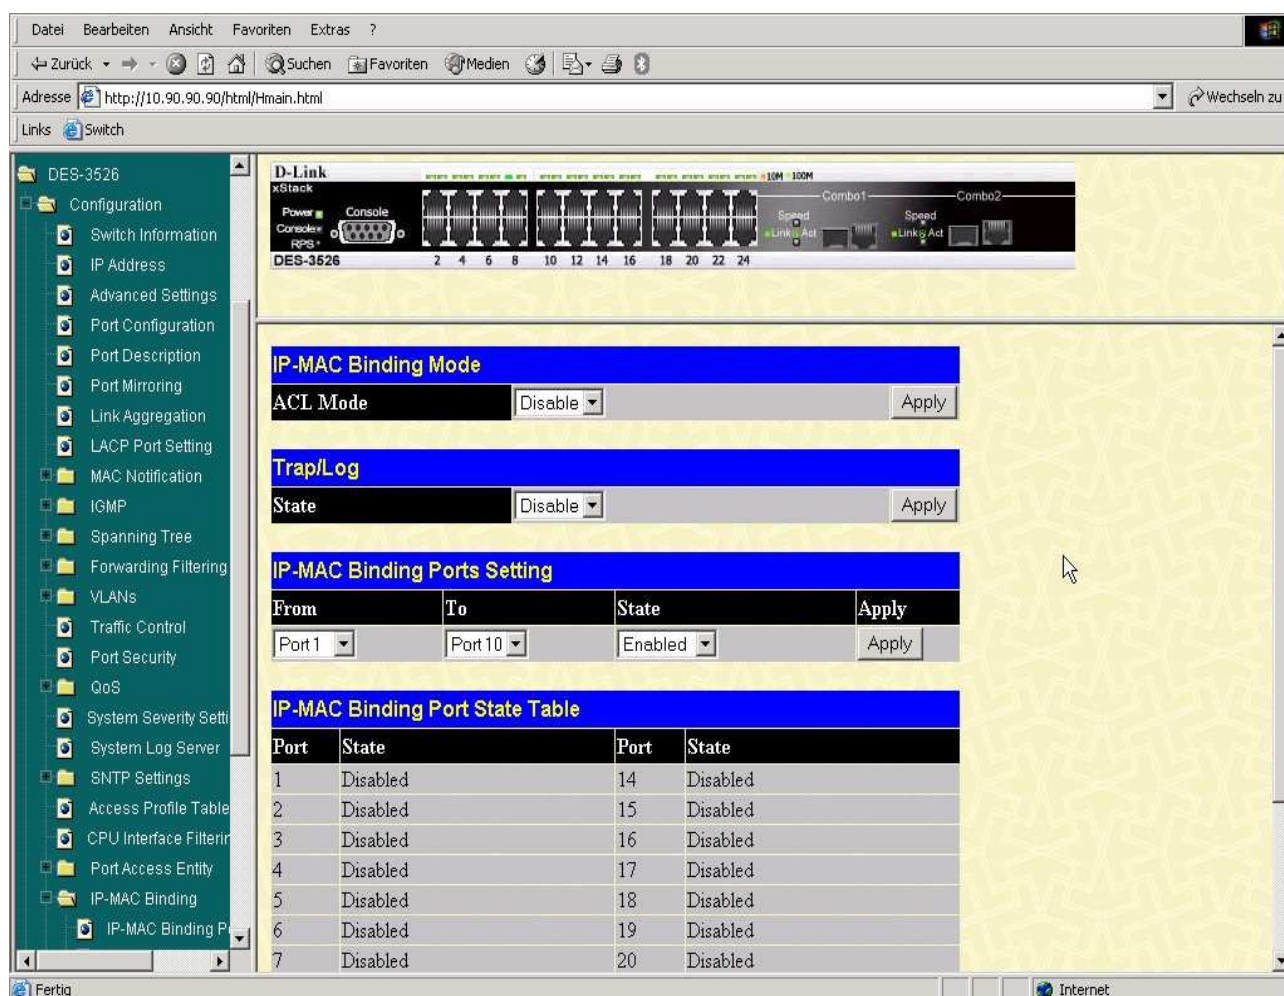 Datei Bearbeiten Ansicht Favoriten Extras ?
Zurück Suchen Favoriten Medien
Adresse http://10.90.90.90/html/Hmain.html Wechseln zu
Links Switch
DES-3526
Configuration
Switch Information
IP Address
Advanced Settings
Port Configuration
Port Description
Port Mirroring
Link Aggregation
LACP Port Setting
MAC Notification
IGMP
Spanning Tree
Forwarding Filtering
VLANs
Traffic Control
Port Security
QoS
System Severity Setti
System Log Server
SNTP Settings
Access Profile Table
CPU Interface Filterin
Port Access Entity
IP-MAC Binding
IP-MAC Binding P
D-Link
xStack
Power
Console
Console
RPS
DES-3526
2 4 6 8 10 12 14 16 18 20 22 24
10M 100M
Combo1 Combo2
Speed Speed
Link Act Link Act
IP-MAC Binding Mode
ACL Mode Disable Apply
Trap/Log
State Disable Apply
IP-MAC Binding Ports Setting
From To State Apply
Port 1 Port 10 Enabled Apply
IP-MAC Binding Port State Table
Port State Port State
1 Disabled 14 Disabled
2 Disabled 15 Disabled
3 Disabled 16 Disabled
4 Disabled 17 Disabled
5 Disabled 18 Disabled
6 Disabled 19 Disabled
7 Disabled 20 Disabled
Fertig Internet